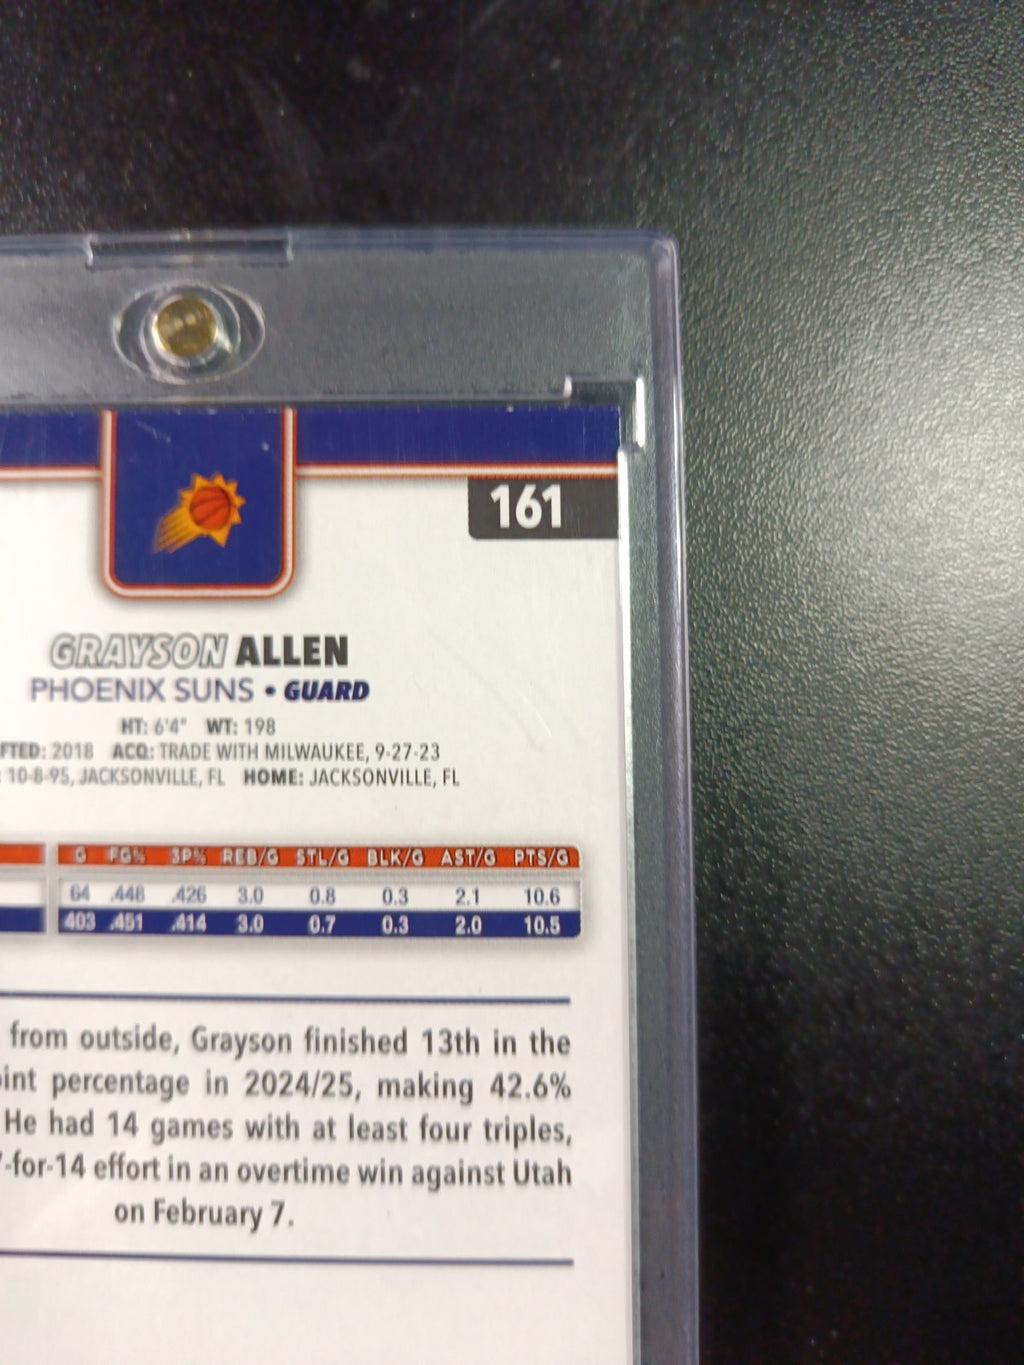 161
GRAYSON ALLEN
PHOENIX SUNS • GUARD
HT: 6'4" WT: 198
FTED: 2018 ACQ: TRADE WITH MILWAUKEE, 9-27-23
: 10-8-95, JACKSONVILLE, FL HOME: JACKSONVILLE, FL
G FG% 3P% REB/G STL/G BLK/G AST/G PTS/G
64 .448 .426 3.0 0.8 0.3 2.1 10.6
403 .451 .414 3.0 0.7 0.3 2.0 10.5
from outside, Grayson finished 13th in the
int percentage in 2024/25, making 42.6%
He had 14 games with at least four triples,
-for-14 effort in an overtime win against Utah
on February 7.